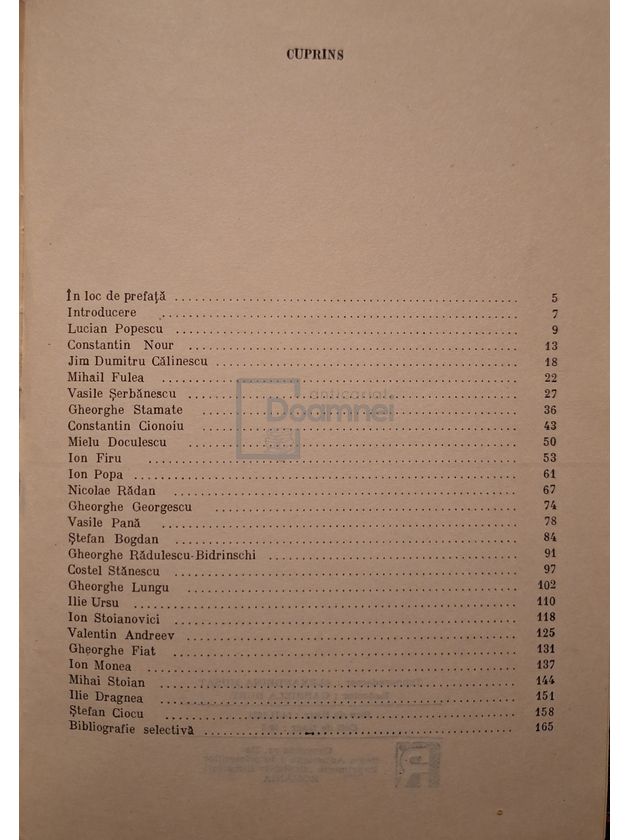 CUPRINS
În loc de prefață 5
Introducere 7
Lucian Popescu 9
Constantin Nour 13
Jim Dumitru Călinescu 18
Mihail Fulea 22
Vasile Șerbănescu 27
anticariat
Gheorghe Stamate 36
Doamnei
Constantin Cionoiu 43
Mielu Doculescu 50
Ion Firu 53
Ion Popa 61
Nicolae Rădan 67
Gheorghe Georgescu 74
Vasile Pană 78
Ștefan Bogdan 84
Gheorghe Rădulescu-Bidrinschi 91
Costel Stănescu 97
Gheorghe Lungu 102
Ilie Ursu 110
Ion Stoianovici 118
Valentin Andreev 125
Gheorghe Fiat 131
Ion Monea 137
Mihai Stoian 144
Ilie Dragnea 151
Ștefan Ciocu 158
Bibliografie selectivă 165